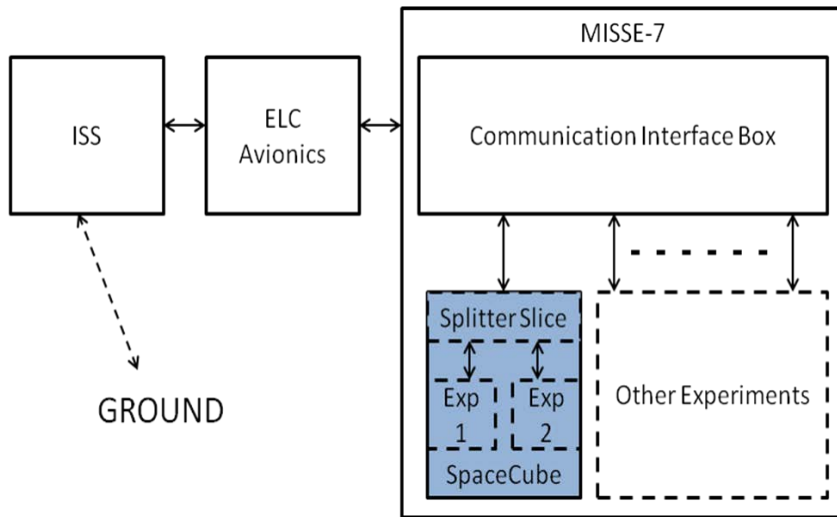 MISSE-7
ISS
ELC
Avionics
Communication Interface Box
Splitter Slice
Exp
1
Exp
2
SpaceCube
Other Experiments
GROUND